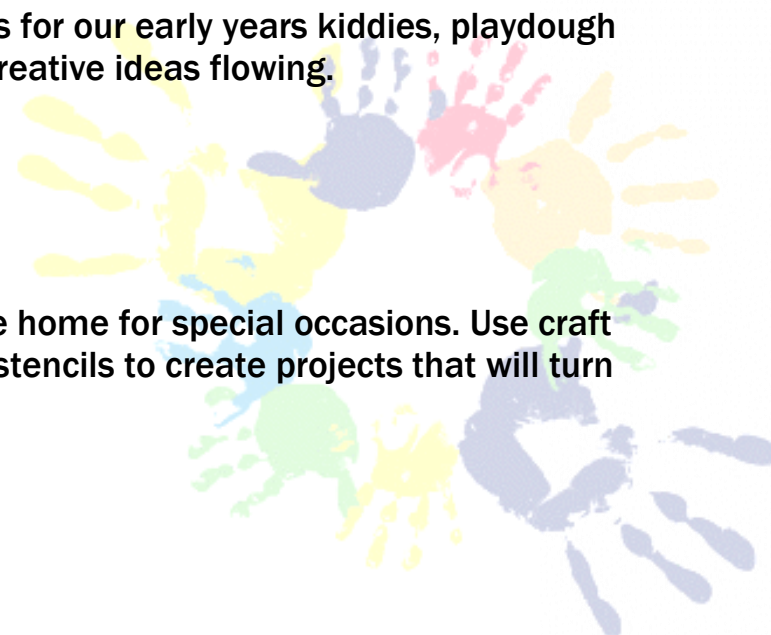 s for our early years kiddies, playdough
reative ideas flowing.
e home for special occasions. Use craft
stencils to create projects that will turn